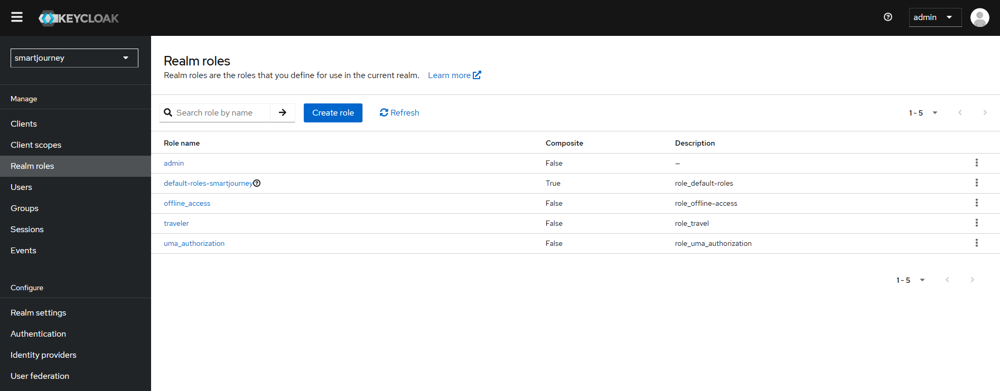 KEYCLOAK
admin
smartjourney
Manage
Clients
Client scopes
Realm roles
Users
Groups
Sessions
Events
Configure
Realm settings
Authentication
Identity providers
User federation
Realm roles
Realm roles are the roles that you define for use in the current realm. Learn more
Search role by name Create role Refresh 1 - 5
Role name Composite Description
admin False –
default-roles-smartjourney True role_default-roles
offline_access False role_offline-access
traveler False role_travel
uma_authorization False role_uma_authorization
1 - 5